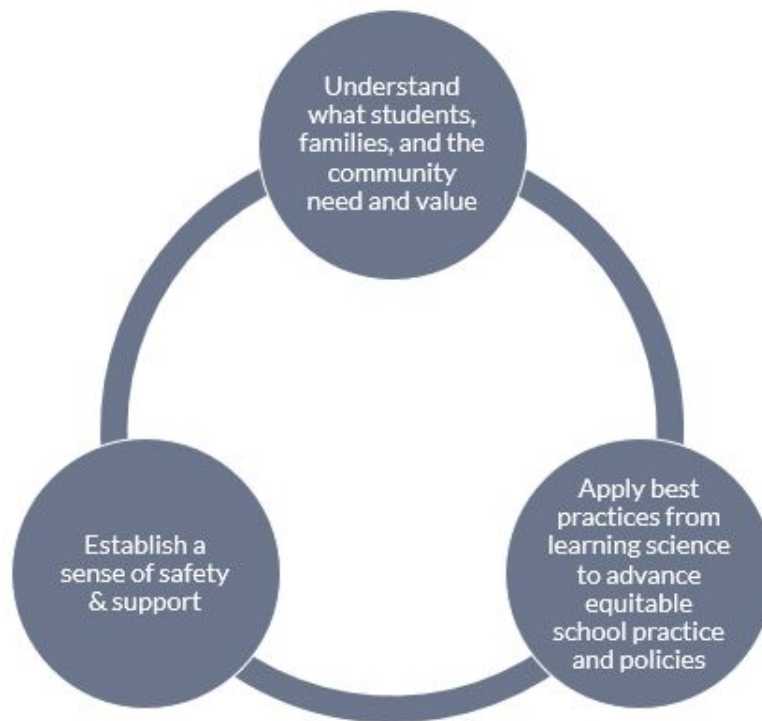 Understand
what students,
families, and the
community
need and value
Establish a
sense of safety
& support
Apply best
practices from
learning science
to advance
equitable
school practice
and policies